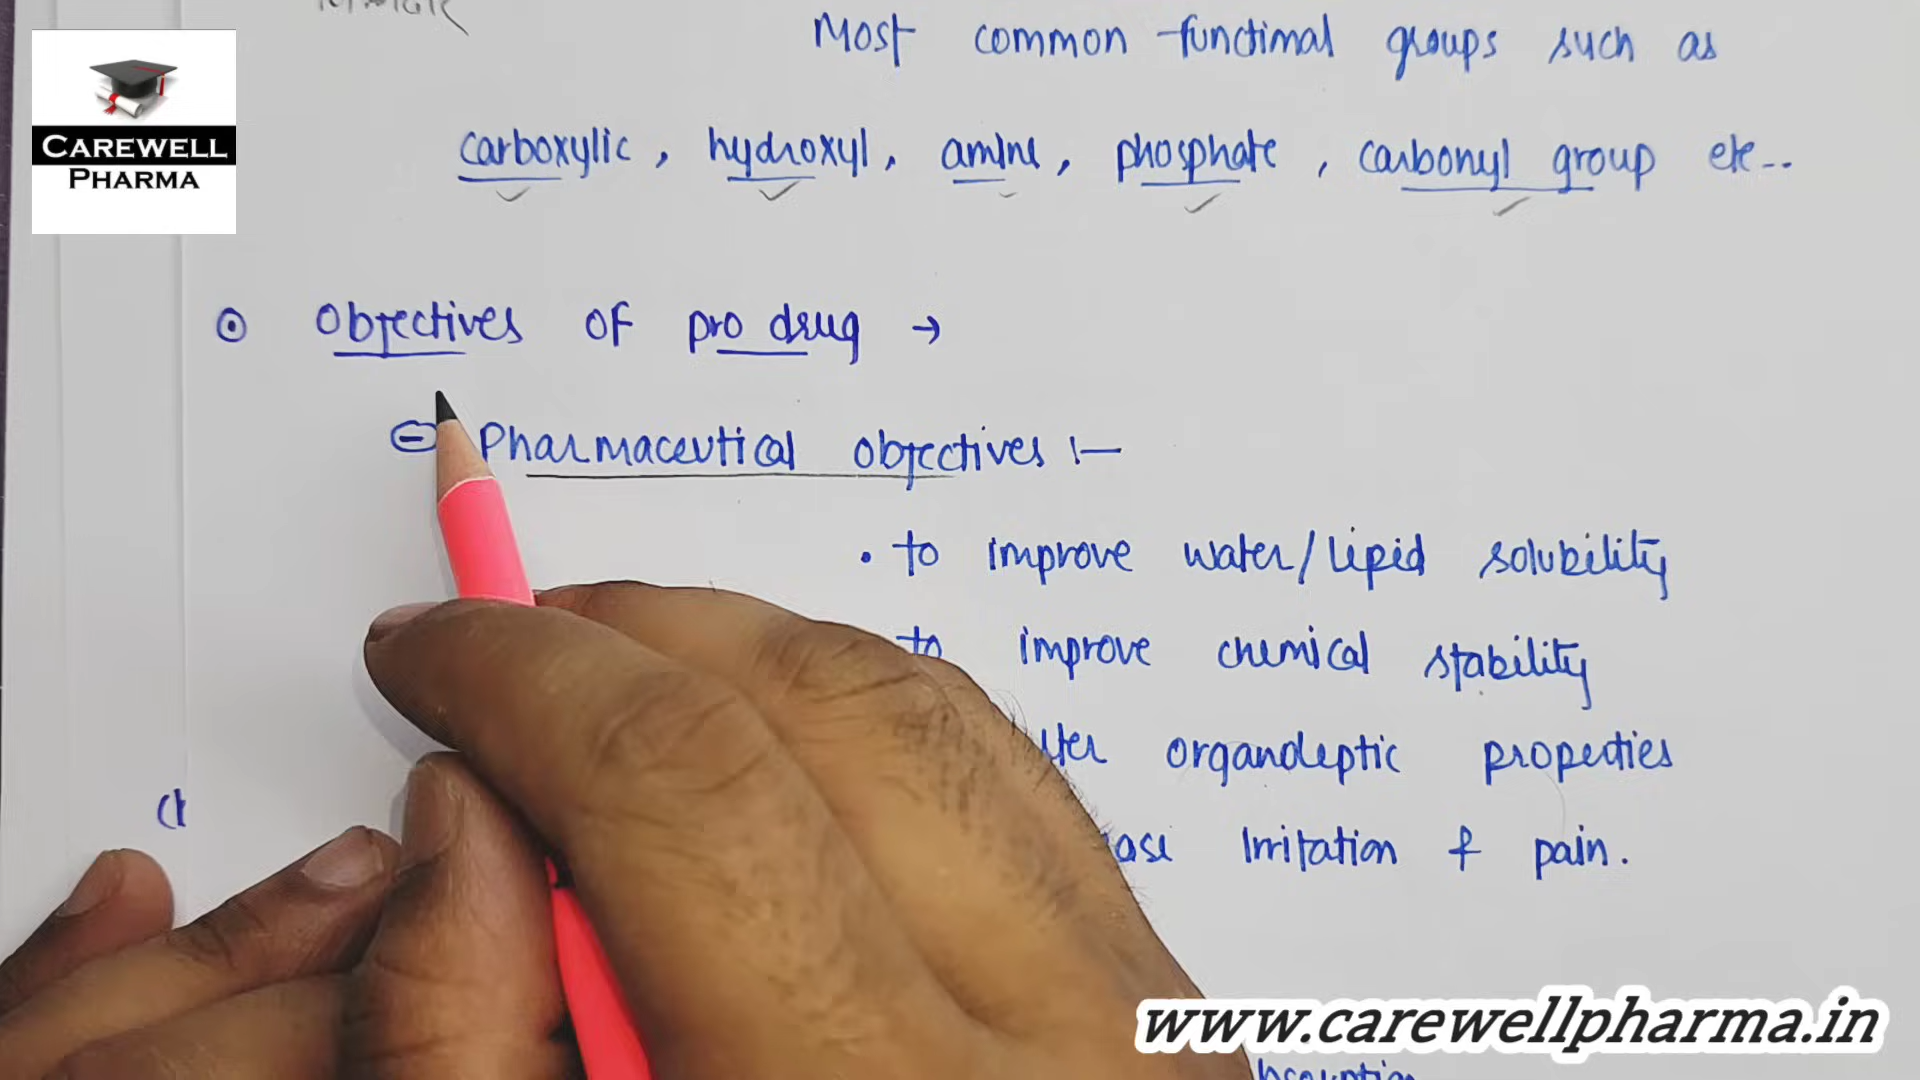 Most common functional groups such as
CAREWELL
PHARMA
carboxylic, hydroxyl, amine, phosphate, carbonyl group etc..
Objectives of pro drug →
Pharmaceutical objectives :-
• to improve water/lipid solubility
to improve chemical stability
organoleptic properties
Irritation & pain.
www.carewellpharma.in